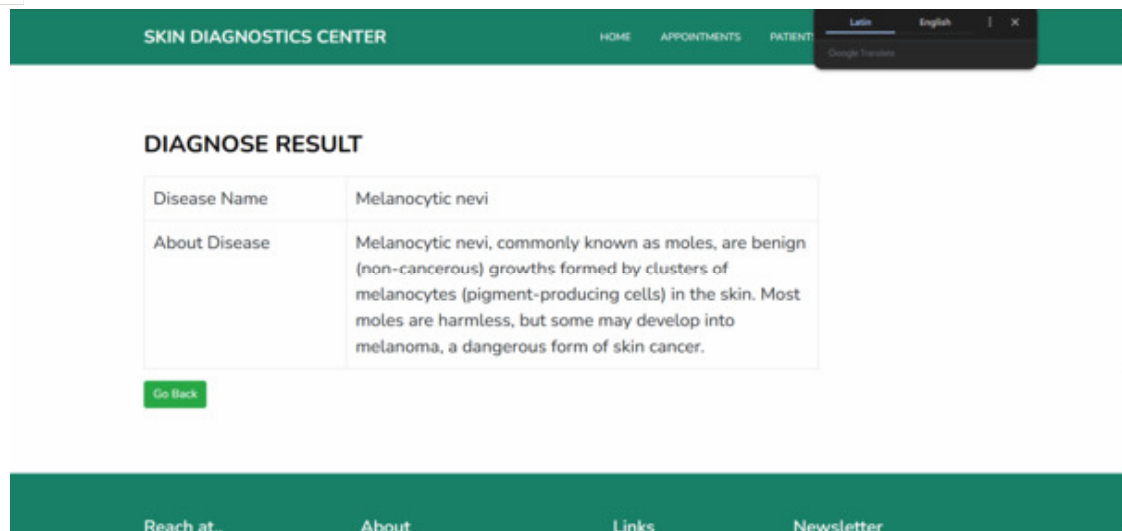 SKIN DIAGNOSTICS CENTER HOME APPOINTMENTS PATIENT
Latin English
Google Translate
DIAGNOSE RESULT
Disease Name Melanocytic nevi
About Disease Melanocytic nevi, commonly known as moles, are benign
(non-cancerous) growths formed by clusters of
melanocytes (pigment-producing cells) in the skin. Most
moles are harmless, but some may develop into
melanoma, a dangerous form of skin cancer.
Go Back
Reach at.. About Links Newsletter